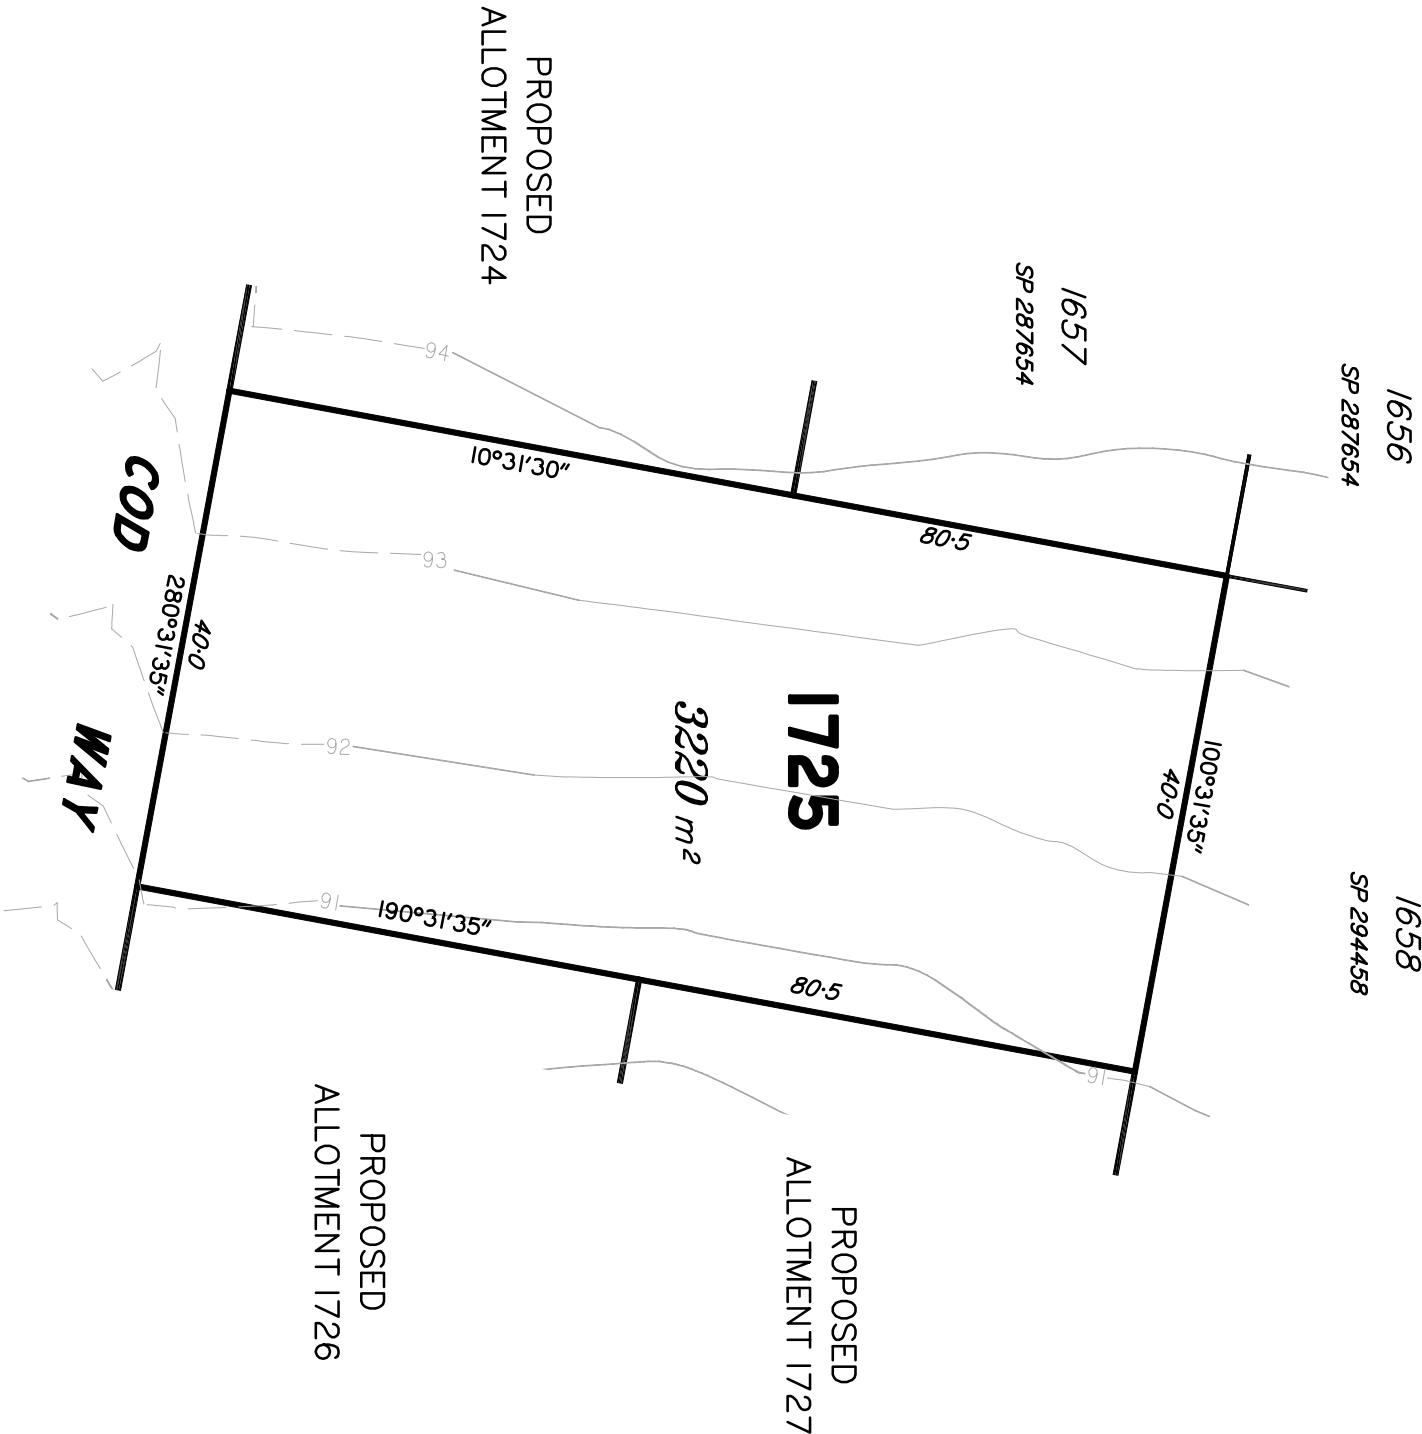 1656
SP 287654
1657
SP 287654
1658
SP 294458
PROPOSED
ALLOTMENT 1724
94
10°31'30"
80·5
93
100°31'35"
40·0
1725
3220 m²
92
COD
WAY
40·0
280°31'35"
91
190°31'35"
80·5
91
PROPOSED
ALLOTMENT 1727
PROPOSED
ALLOTMENT 1726